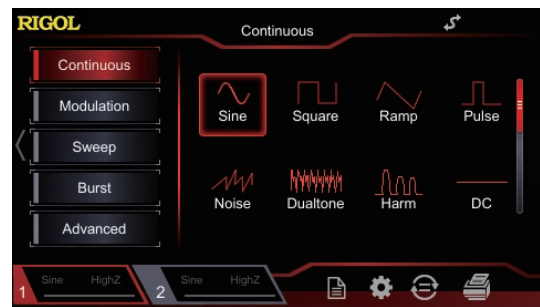 RIGOL
Continuous
Continuous
Modulation
Sweep
Burst
Advanced
Sine Square Ramp Pulse
Noise Dualtone Harm DC
1 Sine HighZ 2 Sine HighZ